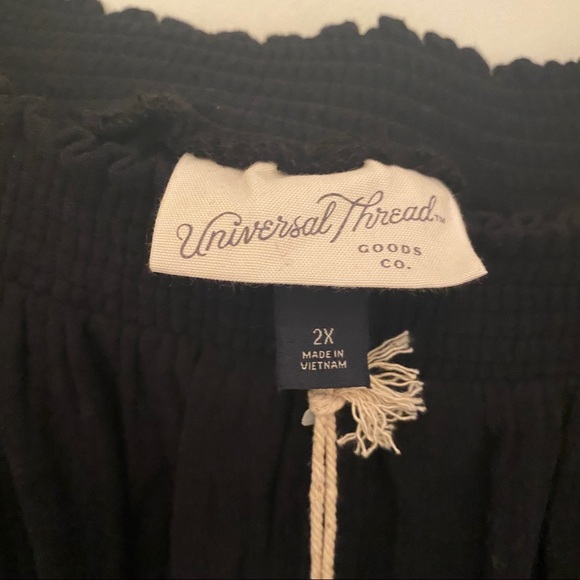 Universal Thread™
GOODS
CO.
2X
MADE IN
VIETNAM